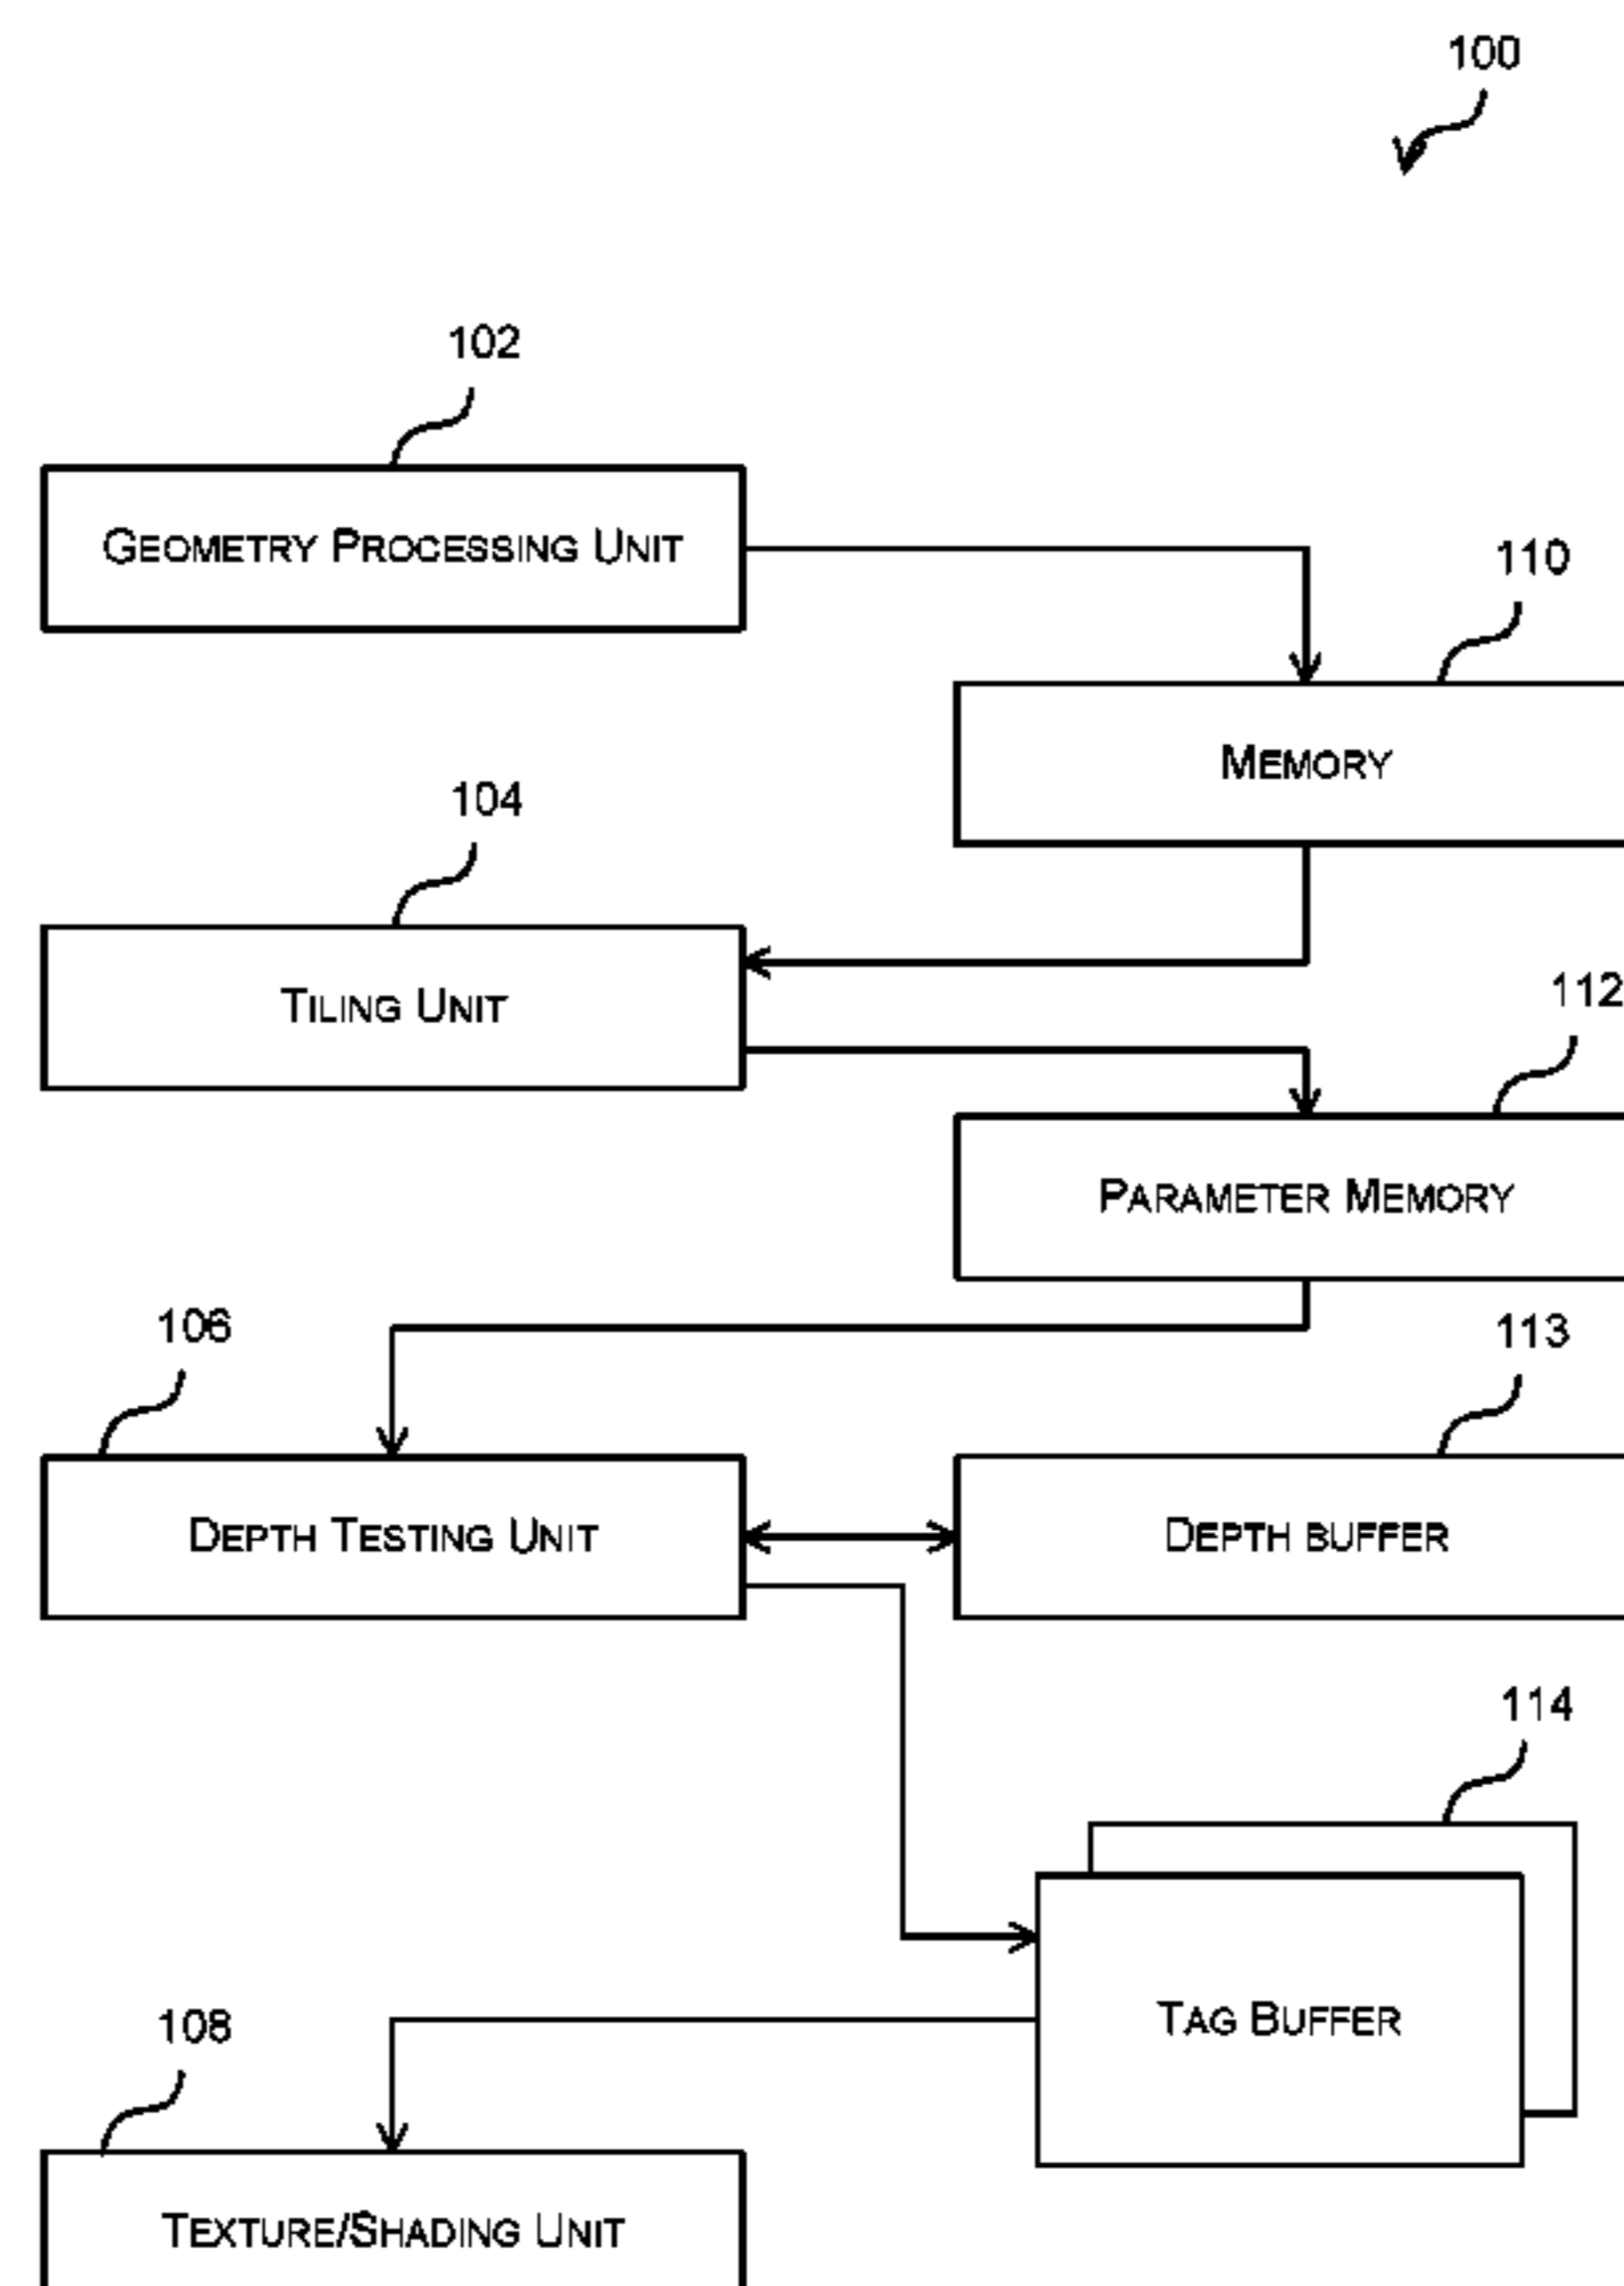 100
102
GEOMETRY PROCESSING UNIT
110
MEMORY
104
TILING UNIT
112
PARAMETER MEMORY
106
113
DEPTH TESTING UNIT
DEPTH BUFFER
114
TAG BUFFER
108
TEXTURE/SHADING UNIT